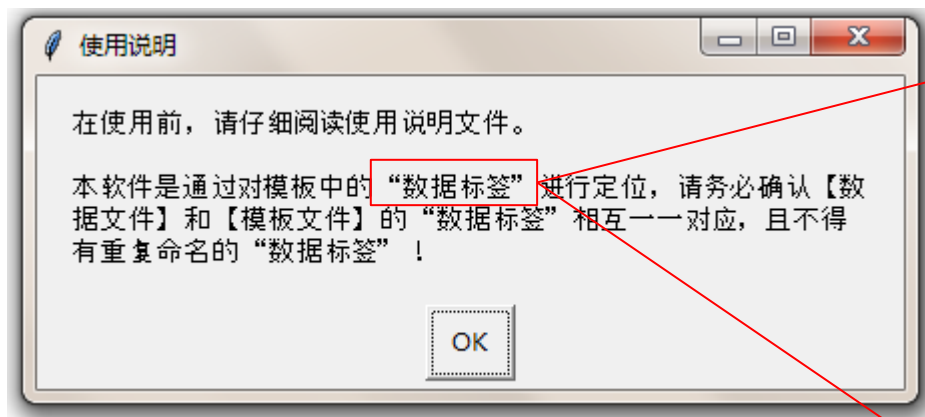 使用说明
在使用前，请仔细阅读使用说明文件。
本软件是通过对模板中的“数据标签”进行定位，请务必确认【数
据文件】和【模板文件】的“数据标签”相互一一对应，且不得
有重复命名的“数据标签”！
OK